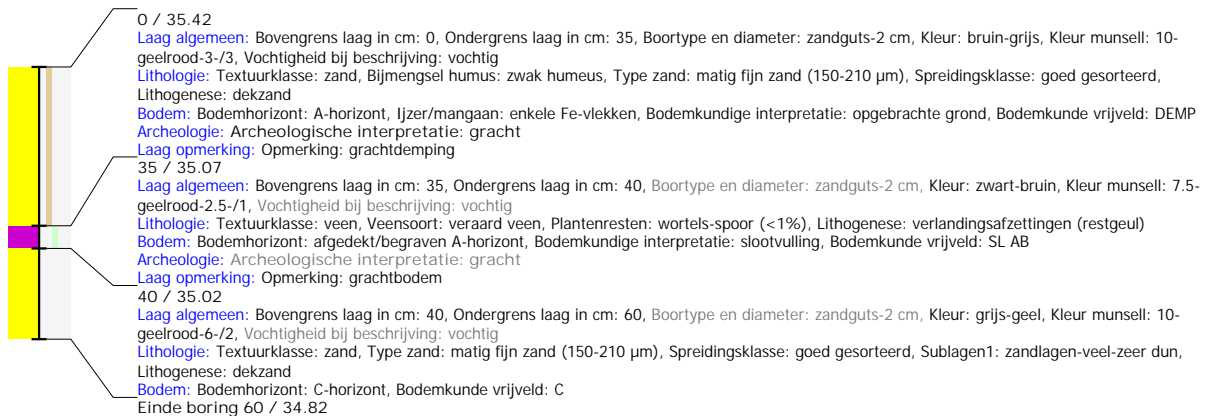 0 / 35.42
Laag algemeen: Bovengrens laag in cm: 0, Ondergrens laag in cm: 35, Boortype en diameter: zandguts-2 cm, Kleur: bruin-grijs, Kleur munsell: 10-
geelrood-3-/3, Vochtigheid bij beschrijving: vochtig
Lithologie: Textuurklasse: zand, Bijmengsel humus: zwak humeus, Type zand: matig fijn zand (150-210 µm), Spreidingsklasse: goed gesorteerd,
Lithogenese: dekzand
Bodem: Bodemhorizont: A-horizont, Ijzer/mangaan: enkele Fe-vlekken, Bodemkundige interpretatie: opgebrachte grond, Bodemkunde vrijveld: DEMP
Archeologie: Archeologische interpretatie: gracht
Laag opmerking: Opmerking: grachtdemping
35 / 35.07
Laag algemeen: Bovengrens laag in cm: 35, Ondergrens laag in cm: 40, Boortype en diameter: zandguts-2 cm, Kleur: zwart-bruin, Kleur munsell: 7.5-
geelrood-2.5-/1, Vochtigheid bij beschrijving: vochtig
Lithologie: Textuurklasse: veen, Veensoort: veraard veen, Plantenresten: wortels-spoor (<1%), Lithogenese: verlandingsafzettingen (restgeul)
Bodem: Bodemhorizont: afgedekt/begraven A-horizont, Bodemkundige interpretatie: slootvulling, Bodemkunde vrijveld: SL AB
Archeologie: Archeologische interpretatie: gracht
Laag opmerking: Opmerking: grachtbodem
40 / 35.02
Laag algemeen: Bovengrens laag in cm: 40, Ondergrens laag in cm: 60, Boortype en diameter: zandguts-2 cm, Kleur: grijs-geel, Kleur munsell: 10-
geelrood-6-/2, Vochtigheid bij beschrijving: vochtig
Lithologie: Textuurklasse: zand, Type zand: matig fijn zand (150-210 µm), Spreidingsklasse: goed gesorteerd, Sublagen1: zandlagen-veel-zeer dun,
Lithogenese: dekzand
Bodem: Bodemhorizont: C-horizont, Bodemkunde vrijveld: C
Einde boring 60 / 34.82